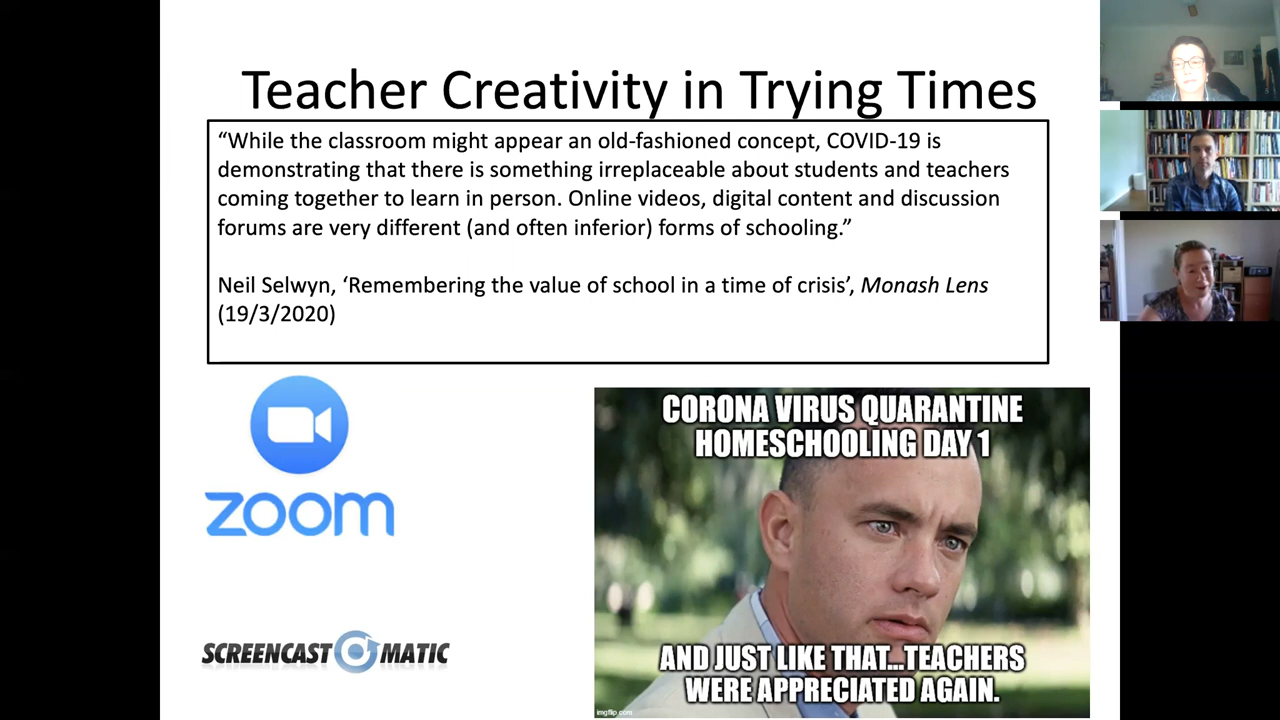 Teacher Creativity in Trying Times
“While the classroom might appear an old-fashioned concept, COVID-19 is
demonstrating that there is something irreplaceable about students and teachers
coming together to learn in person. Online videos, digital content and discussion
forums are very different (and often inferior) forms of schooling.”
Neil Selwyn, ‘Remembering the value of school in a time of crisis’, Monash Lens
(19/3/2020)
zoom
SCREENCAST O MATIC
CORONA VIRUS QUARANTINE
HOMESCHOOLING DAY 1
AND JUST LIKE THAT...TEACHERS
WERE APPRECIATED AGAIN.
imgflip.com